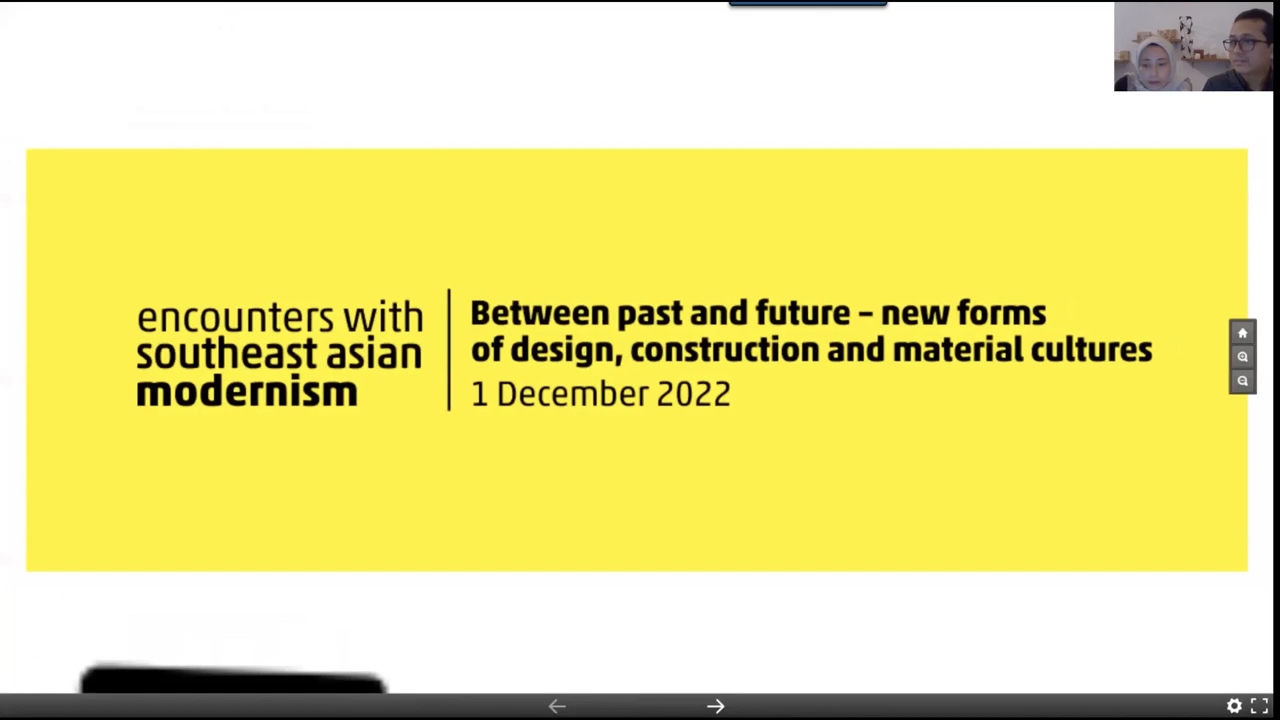 encounters with
southeast asian
modernism
Between past and future – new forms
of design, construction and material cultures
1 December 2022